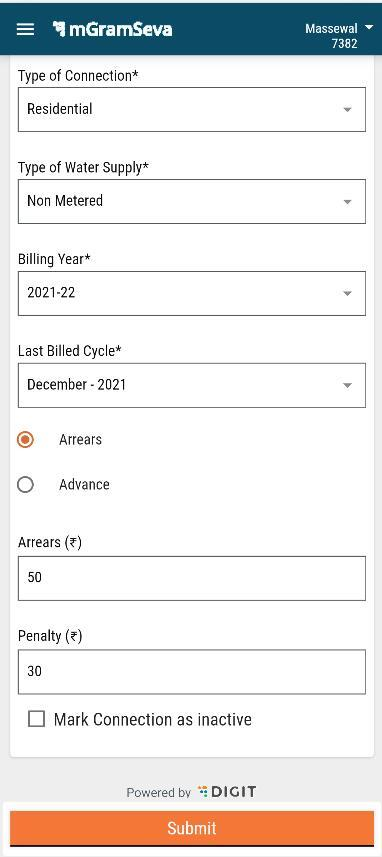 mGramSeva
Massewal
7382
Type of Connection*
Residential
Type of Water Supply*
Non Metered
Billing Year*
2021-22
Last Billed Cycle*
December - 2021
Arrears
Advance
Arrears (₹)
50
Penalty (₹)
30
Mark Connection as inactive
Powered by DIGIT
Submit